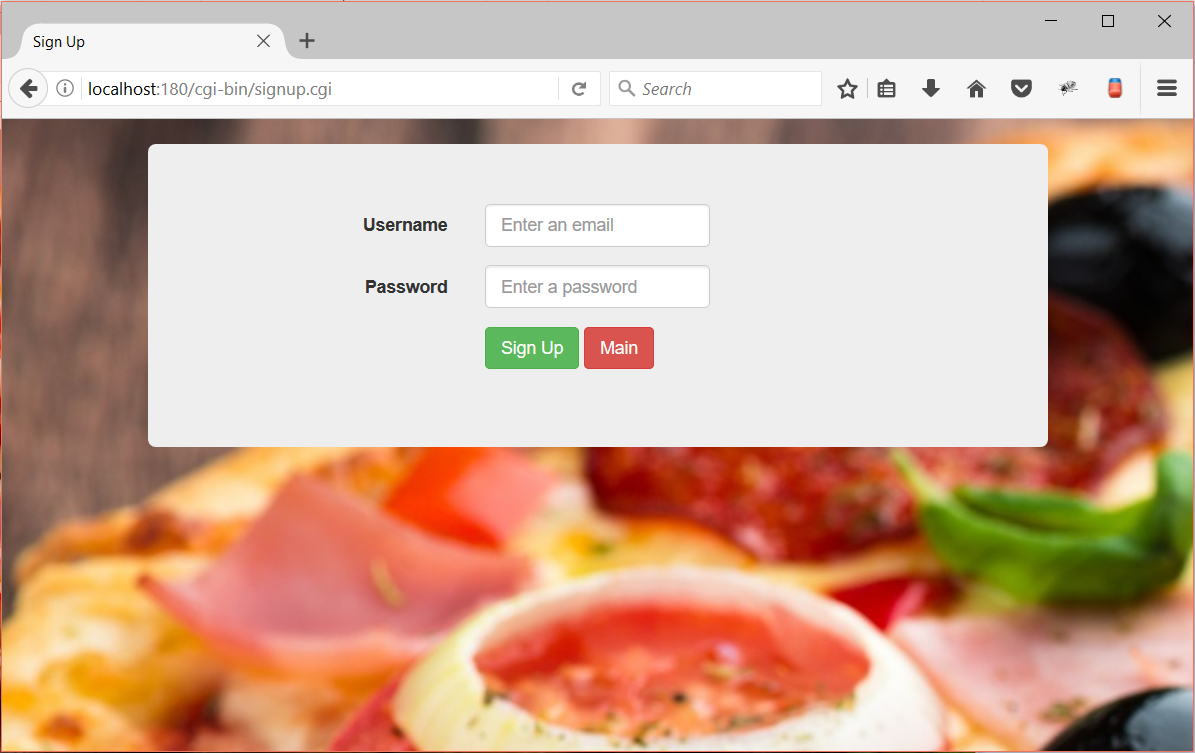 Sign Up
localhost:180/cgi-bin/signup.cgi
Search
Username
Enter an email
Password
Enter a password
Sign Up
Main